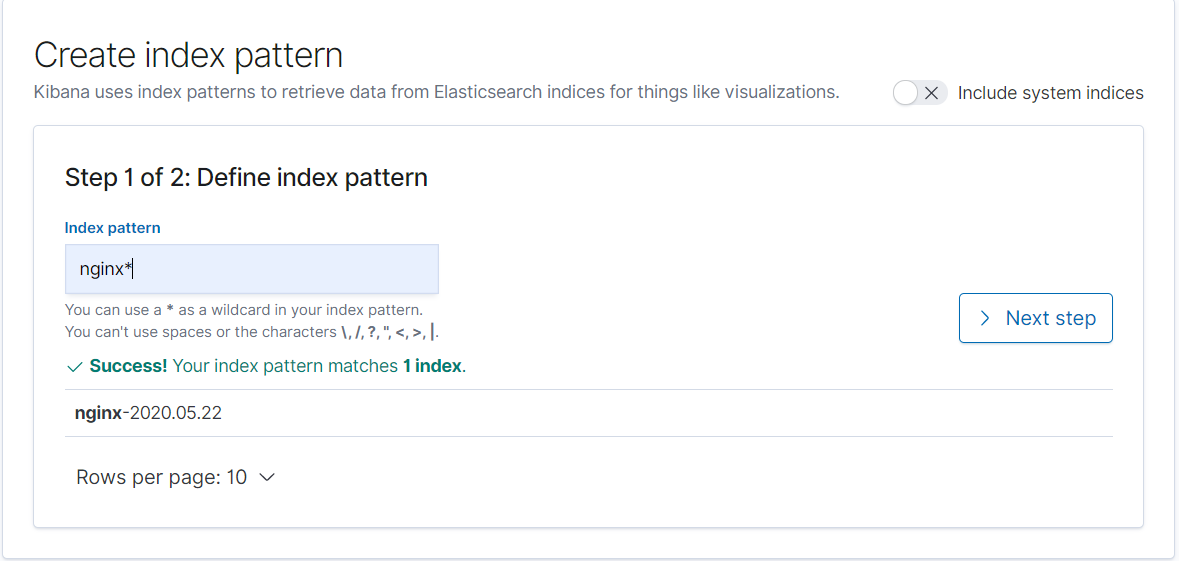 Create index pattern
Kibana uses index patterns to retrieve data from Elasticsearch indices for things like visualizations.
Include system indices
Step 1 of 2: Define index pattern
Index pattern
nginx*
You can use a * as a wildcard in your index pattern.
You can't use spaces or the characters \, /, ?, ", <, >, |.
Next step
Success! Your index pattern matches 1 index.
nginx-2020.05.22
Rows per page: 10